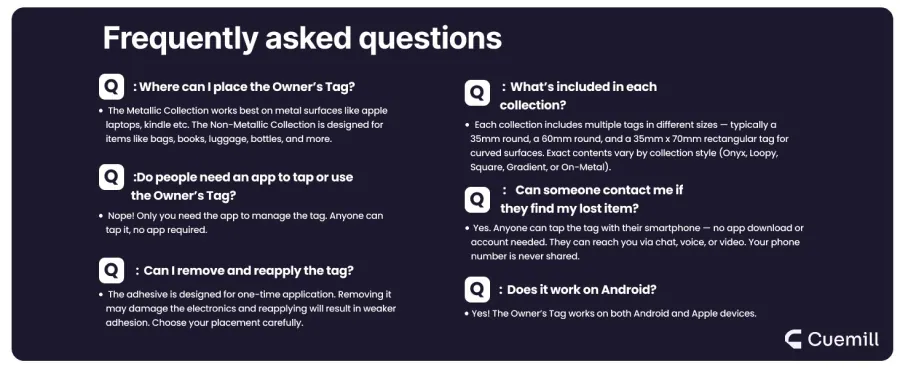 Frequently asked questions
Q : Where can I place the Owner's Tag?
• The Metallic Collection works best on metal surfaces like apple
laptops, kindle etc. The Non-Metallic Collection is designed for
items like bags, books, luggage, bottles, and more.
Q :Do people need an app to tap or use
the Owner's Tag?
• Nope! Only you need the app to manage the tag. Anyone can
tap it, no app required.
Q : Can I remove and reapply the tag?
• The adhesive is designed for one-time application. Removing it
may damage the electronics and reapplying will result in weaker
adhesion. Choose your placement carefully.
Q : What's included in each
collection?
• Each collection includes multiple tags in different sizes — typically a
35mm round, a 60mm round, and a 35mm x 70mm rectangular tag for
curved surfaces. Exact contents vary by collection style (Onyx, Loopy,
Square, Gradient, or On-Metal).
Q : Can someone contact me if
they find my lost item?
• Yes. Anyone can tap the tag with their smartphone — no app download or
account needed. They can reach you via chat, voice, or video. Your phone
number is never shared.
Q : Does it work on Android?
• Yes! The Owner's Tag works on both Android and Apple devices.
Cuemill